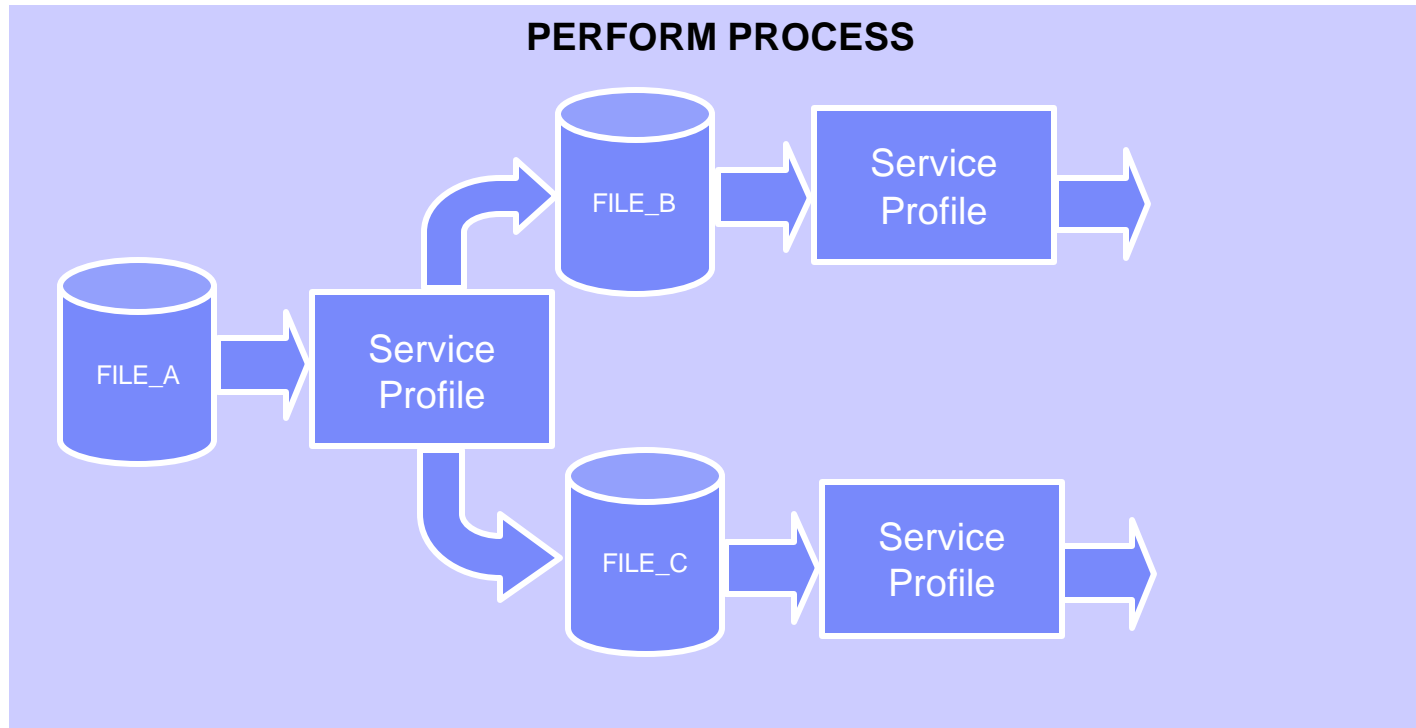 PERFORM PROCESS
FILE_B
Service
Profile
FILE_A
Service
Profile
FILE_C
Service
Profile